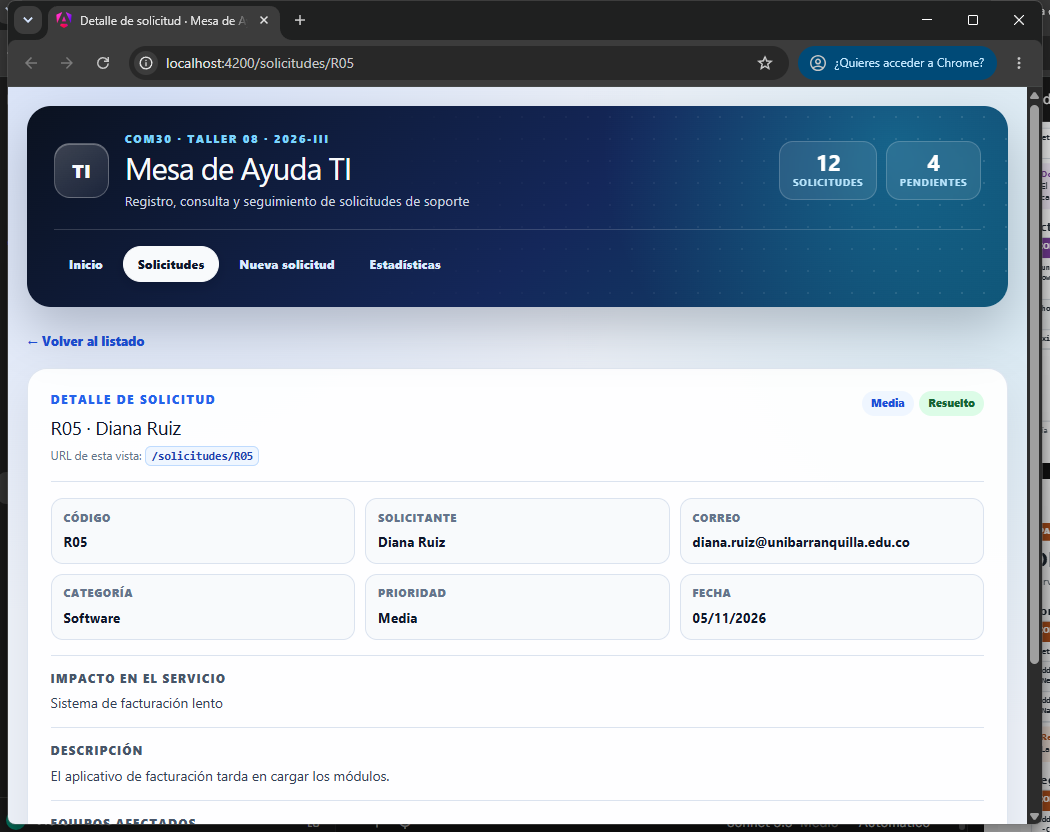 Detalle de solicitud · Mesa de A
localhost:4200/solicitudes/R05
¿Quieres acceder a Chrome?
TI
COM30 · TALLER 08 · 2026-III
Mesa de Ayuda TI
Registro, consulta y seguimiento de solicitudes de soporte
12
SOLICITUDES
4
PENDIENTES
Inicio
Solicitudes
Nueva solicitud
Estadísticas
← Volver al listado
DETALLE DE SOLICITUD
Media
Resuelto
R05 · Diana Ruiz
URL de esta vista: /solicitudes/R05
CÓDIGO
R05
SOLICITANTE
Diana Ruiz
CORREO
diana.ruiz@unibarranquilla.edu.co
CATEGORÍA
Software
PRIORIDAD
Media
FECHA
05/11/2026
IMPACTO EN EL SERVICIO
Sistema de facturación lento
DESCRIPCIÓN
El aplicativo de facturación tarda en cargar los módulos.
EQUIPOS AFECTADOS